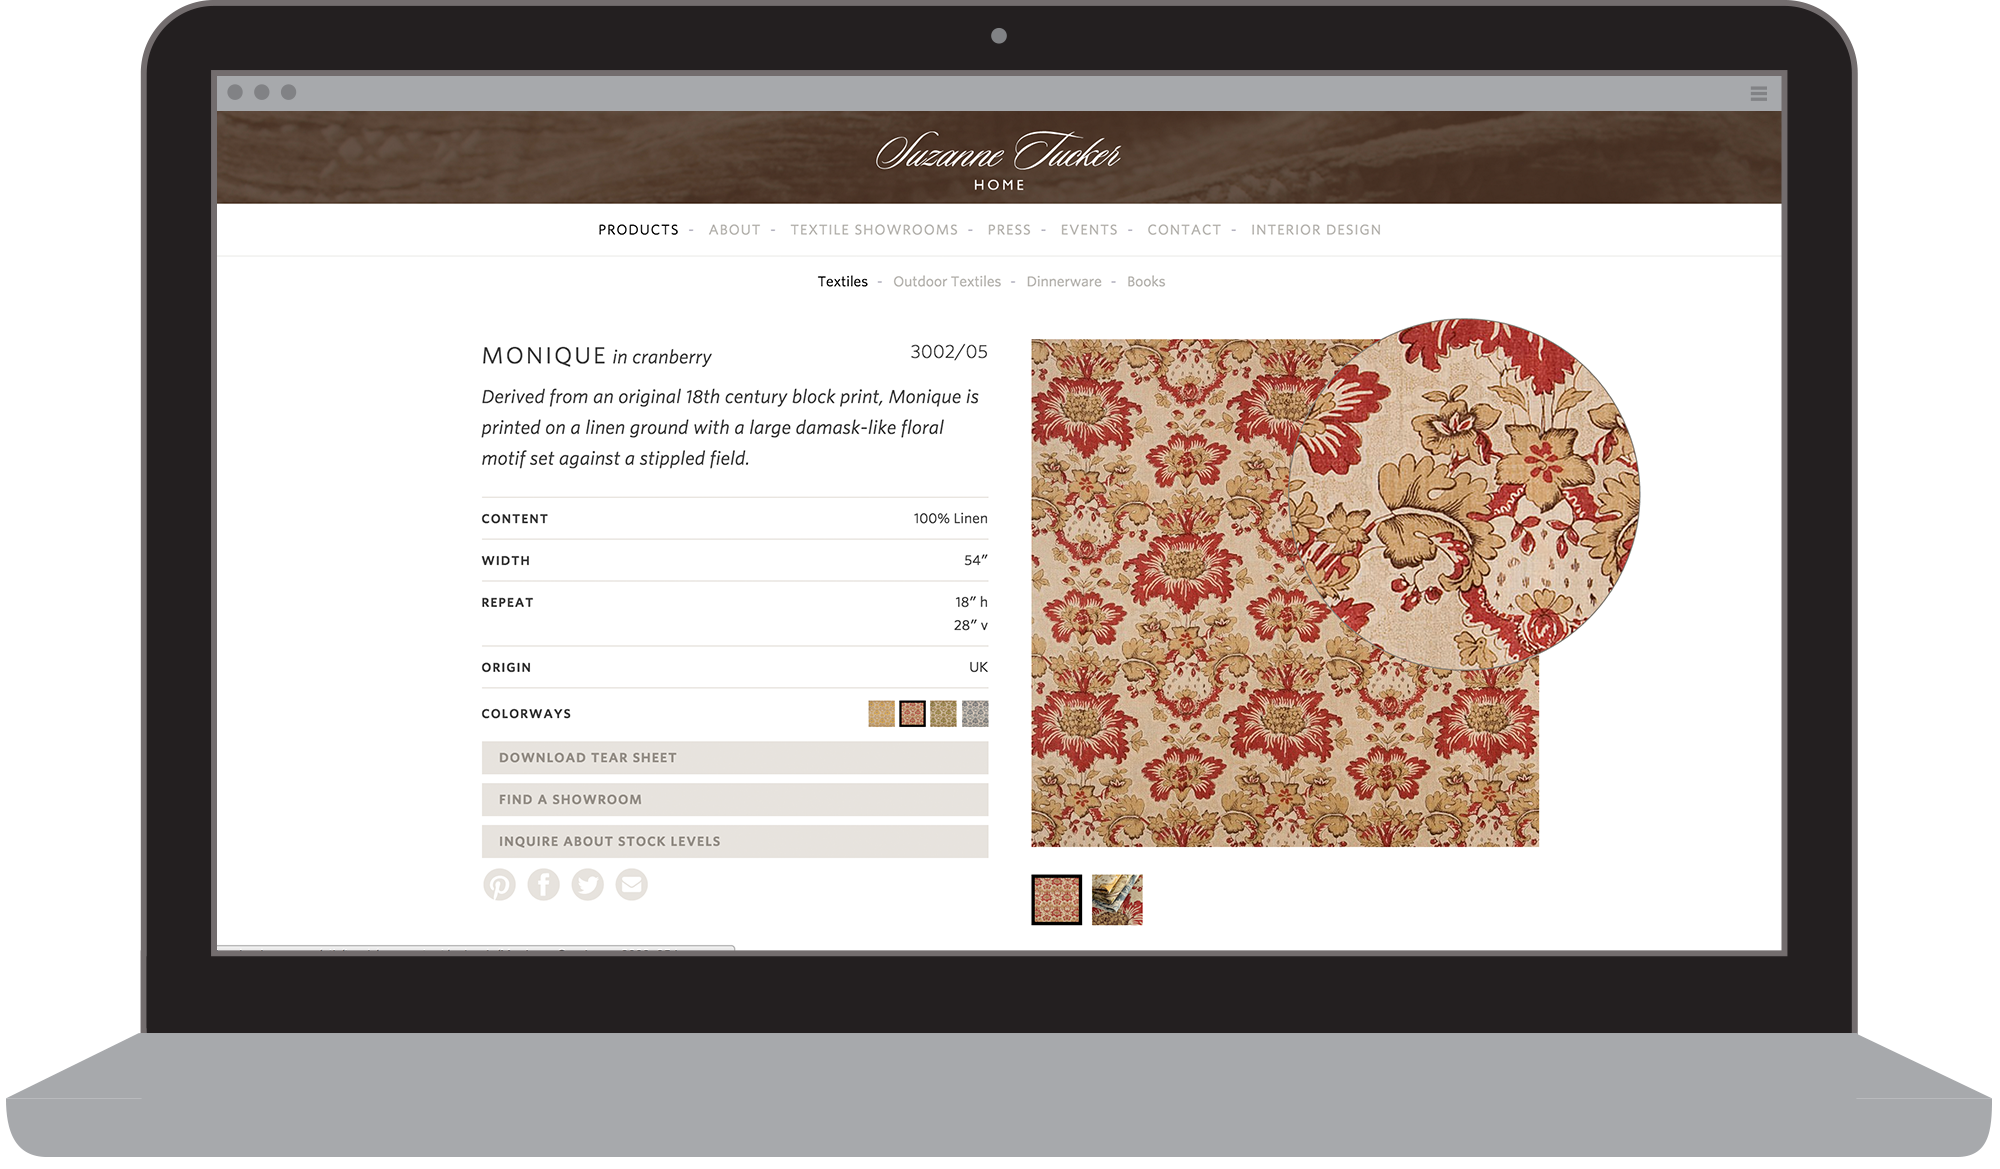 Suzanne Tucker
HOME
PRODUCTS - ABOUT - TEXTILE SHOWROOMS - PRESS - EVENTS - CONTACT - INTERIOR DESIGN
Textiles - Outdoor Textiles - Dinnerware - Books
MONIQUE in cranberry 3002/05
Derived from an original 18th century block print, Monique is
printed on a linen ground with a large damask-like floral
motif set against a stippled field.
CONTENT 100% Linen
WIDTH 54”
REPEAT 18” h
28” v
ORIGIN UK
COLORWAYS
DOWNLOAD TEAR SHEET
FIND A SHOWROOM
INQUIRE ABOUT STOCK LEVELS